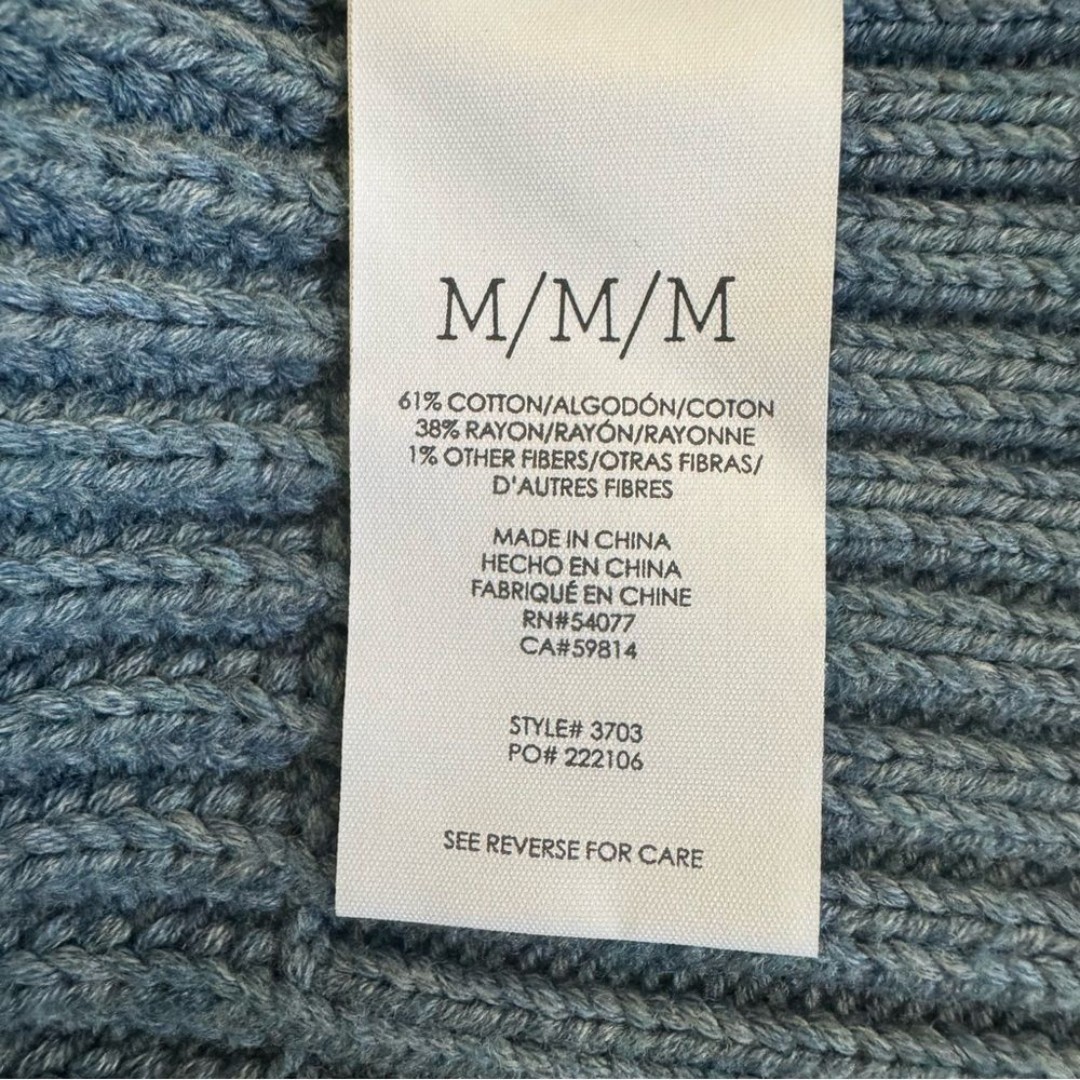 M/M/M
61% COTTON/ALGODÓN/COTON
38% RAYON/RAYÓN/RAYONNE
1% OTHER FIBERS/OTRAS FIBRAS/
D'AUTRES FIBRES
MADE IN CHINA
HECHO EN CHINA
FABRIQUÉ EN CHINE
RN#54077
CA#59814
STYLE# 3703
PO# 222106
SEE REVERSE FOR CARE